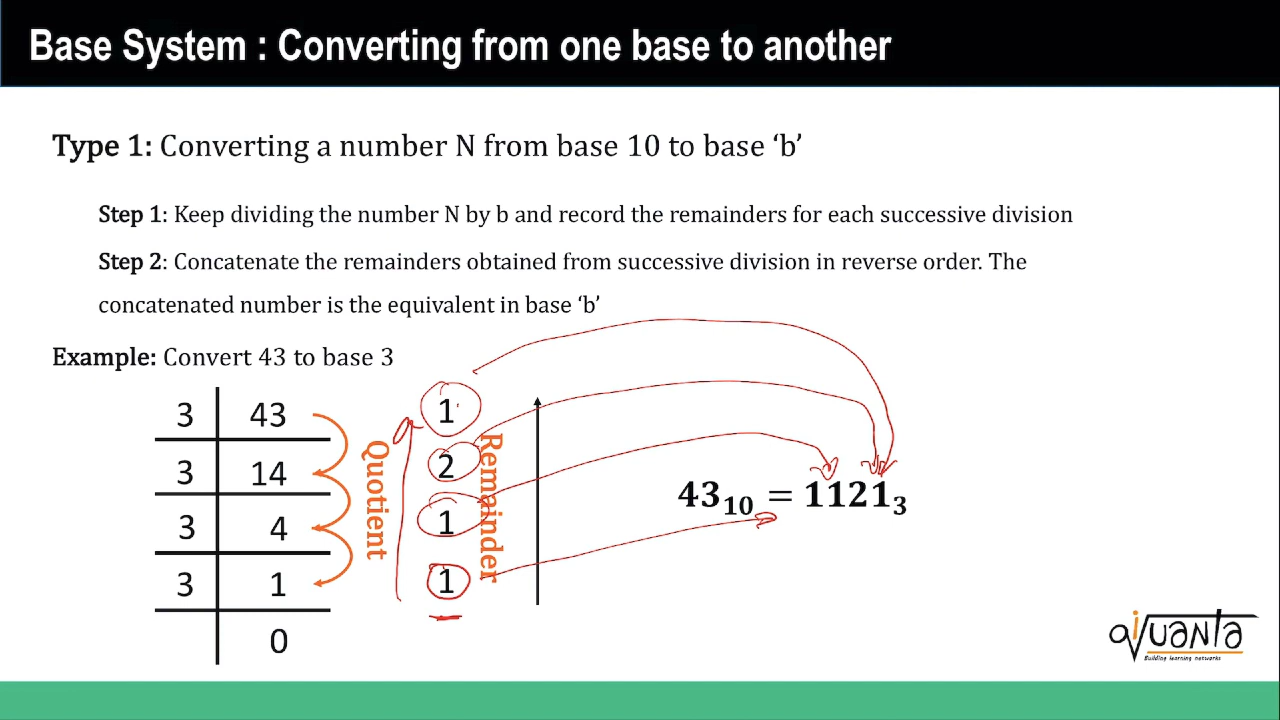 Base System : Converting from one base to another
Type 1: Converting a number N from base 10 to base ‘b’
Step 1: Keep dividing the number N by b and record the remainders for each successive division
Step 2: Concatenate the remainders obtained from successive division in reverse order. The
concatenated number is the equivalent in base ‘b’
Example: Convert 43 to base 3
3 43 1
3 14 2
3 4 1
3 1 1
0
Quotient
Remainder
43₁₀ = 1121₃
qiuanta
Building learning networks